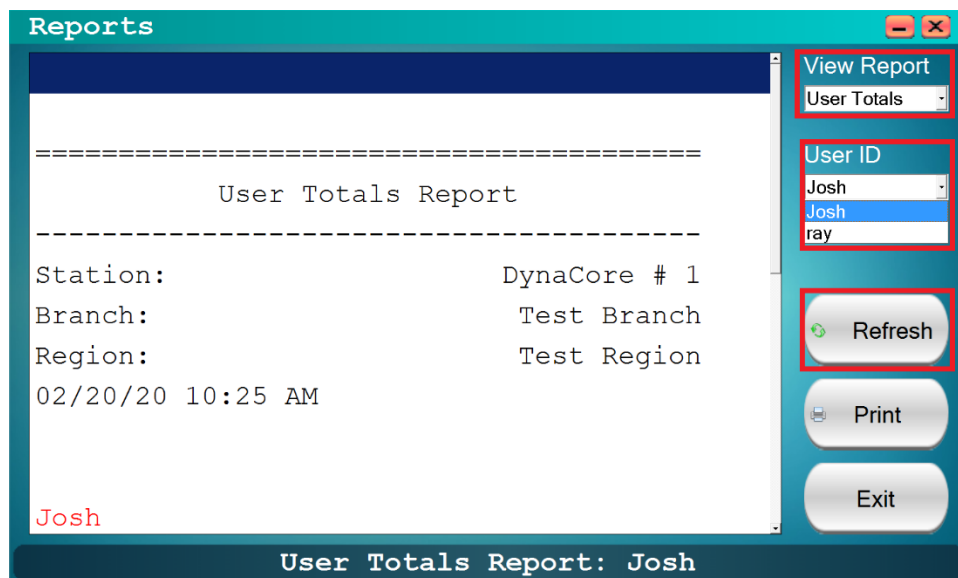 Reports
========================================
User Totals Report
----------------------------------------
Station: DynaCore # 1
Branch: Test Branch
Region: Test Region
02/20/20 10:25 AM
Josh
View Report
User Totals
User ID
Josh
Josh
ray
Refresh
Print
Exit
User Totals Report: Josh